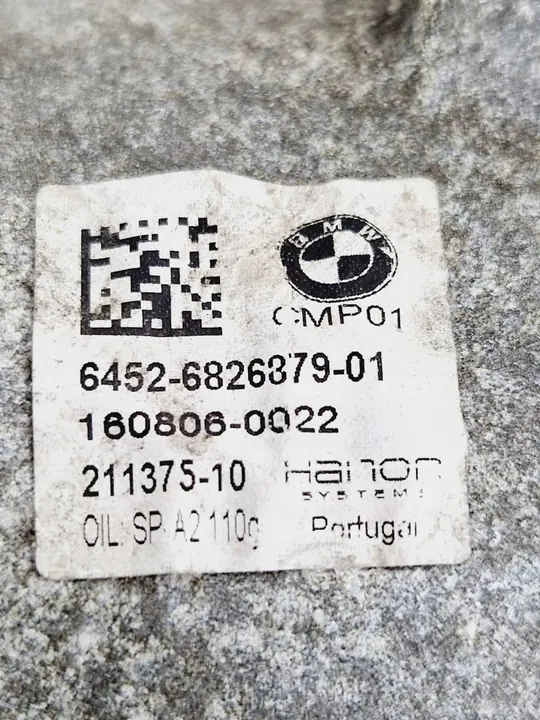 BMW
CMP01
6452-6826879-01
160806-0022
211375-10
Hanon
SYSTEMS
OIL: SP-A2 110g
Portugal